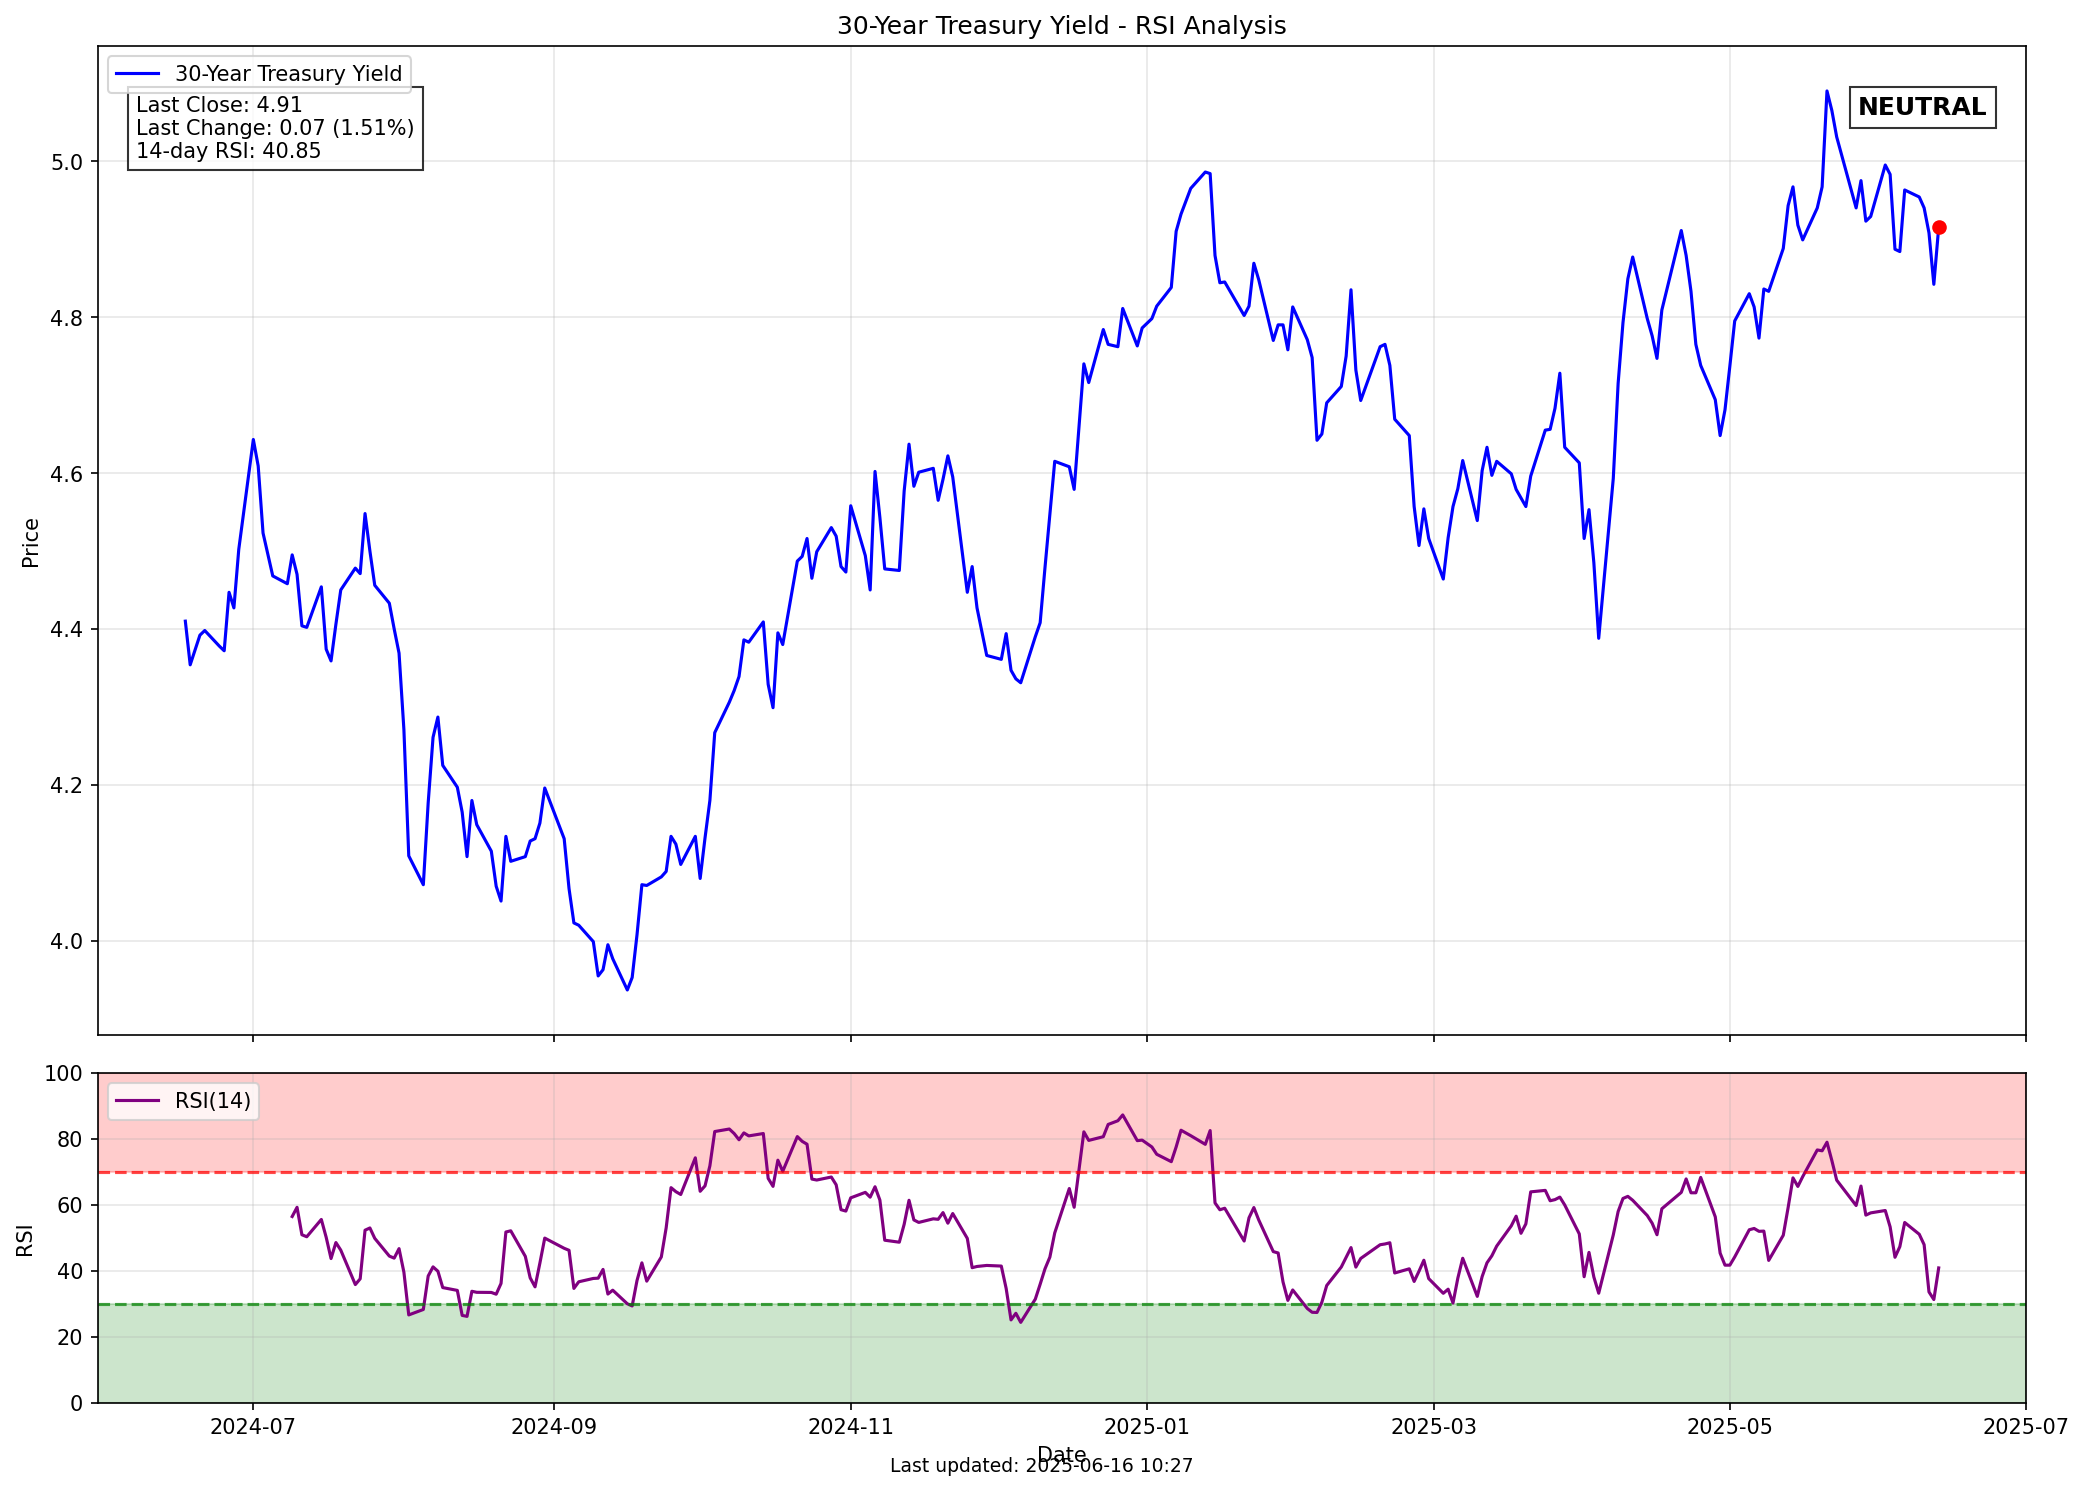 30-Year Treasury Yield - RSI Analysis
30-Year Treasury Yield
Last Close: 4.91
Last Change: 0.07 (1.51%)
14-day RSI: 40.85
NEUTRAL
Price
5.0
4.8
4.6
4.4
4.2
4.0
RSI(14)
RSI
100
80
60
40
20
0
2024-07
2024-09
2024-11
2025-01
2025-03
2025-05
2025-07
Date
Last updated: 2025-06-16 10:27